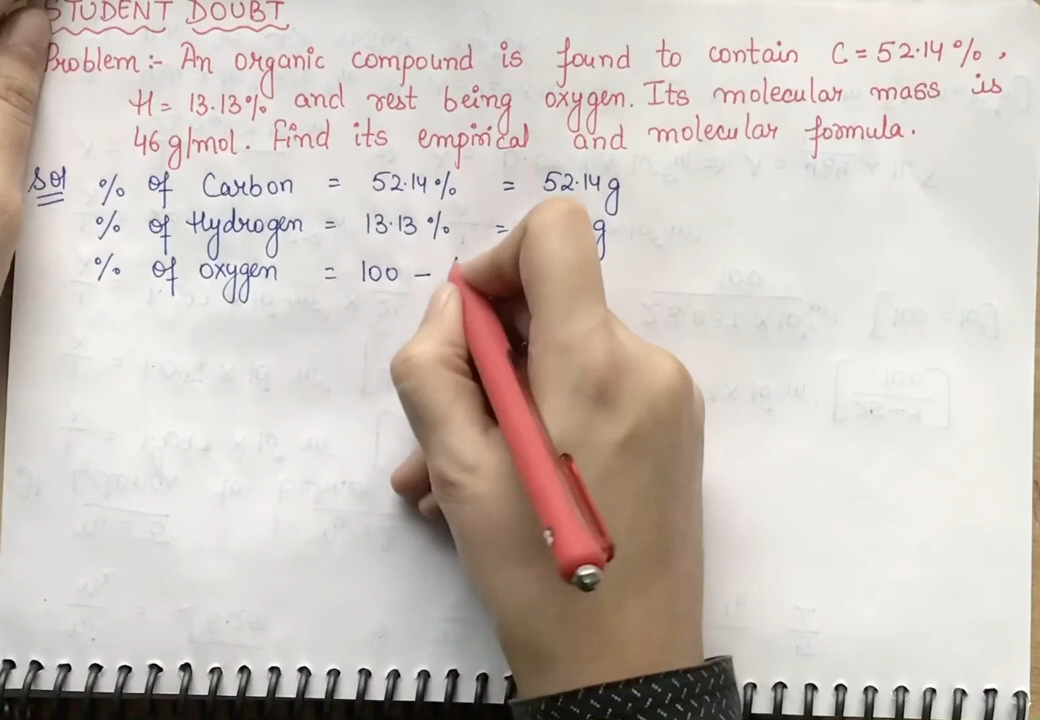 STUDENT DOUBT
Problem:- An organic compound is found to contain C = 52.14%,
H = 13.13% and rest being oxygen. Its molecular mass is
46 g/mol. Find its empirical and molecular formula.
Sol % of Carbon = 52.14% = 52.14g
% of Hydrogen = 13.13% = g
% of oxygen = 100 -